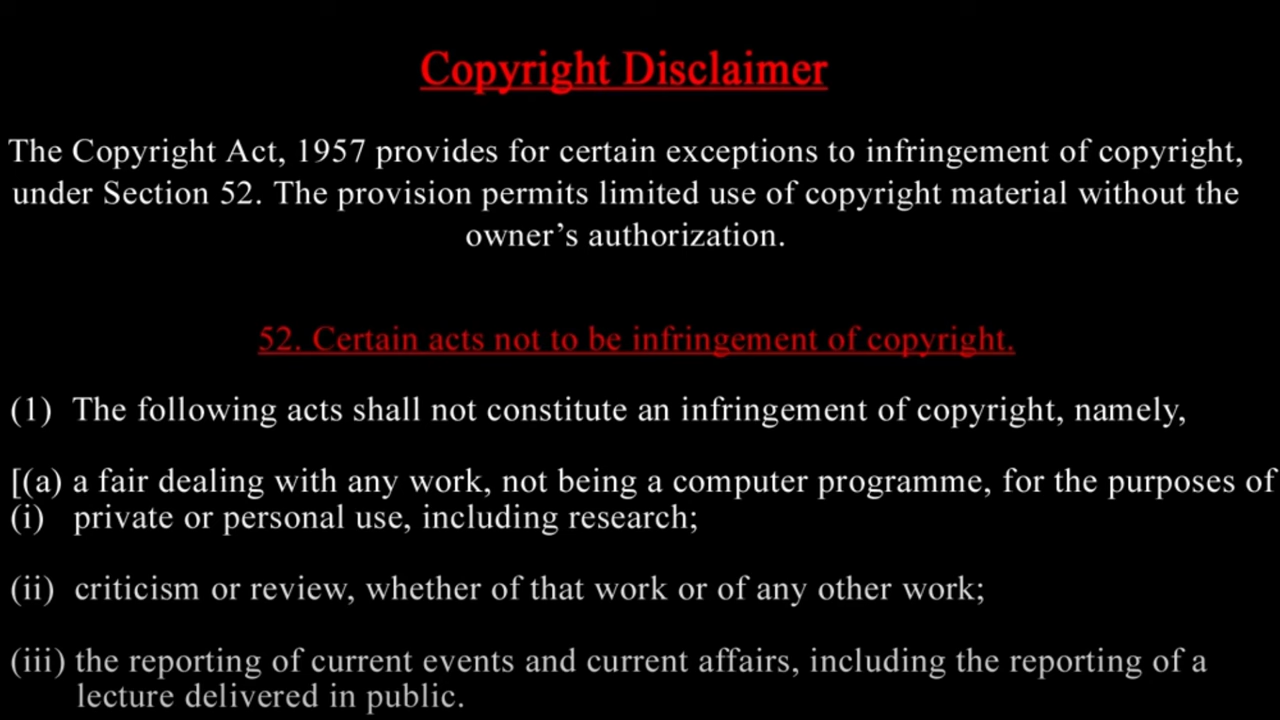 Copyright Disclaimer
The Copyright Act, 1957 provides for certain exceptions to infringement of copyright,
under Section 52. The provision permits limited use of copyright material without the
owner’s authorization.
52. Certain acts not to be infringement of copyright.
(1) The following acts shall not constitute an infringement of copyright, namely,
[(a) a fair dealing with any work, not being a computer programme, for the purposes of
(i) private or personal use, including research;
(ii) criticism or review, whether of that work or of any other work;
(iii) the reporting of current events and current affairs, including the reporting of a
lecture delivered in public.